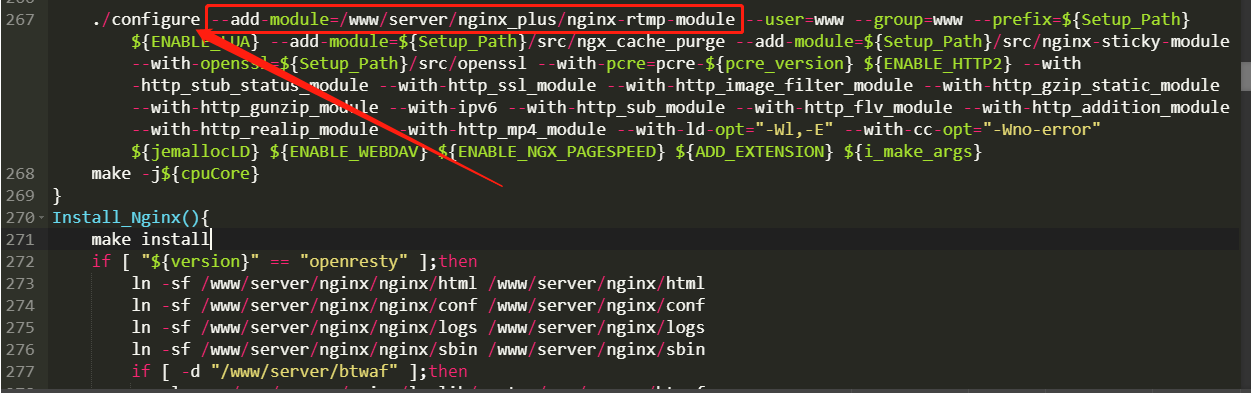 267 ./configure --add-module=/www/server/nginx_plus/nginx-rtmp-module --user=www --group=www --prefix=${Setup_Path}
${ENABLE_LUA} --add-module=${Setup_Path}/src/ngx_cache_purge --add-module=${Setup_Path}/src/nginx-sticky-module
--with-openssl=${Setup_Path}/src/openssl --with-pcre=pcre-${pcre_version} ${ENABLE_HTTP2} --with
-http_stub_status_module --with-http_ssl_module --with-http_image_filter_module --with-http_gzip_static_module
--with-http_gunzip_module --with-ipv6 --with-http_sub_module --with-http_flv_module --with-http_addition_module
--with-http_realip_module --with-http_mp4_module --with-ld-opt="-Wl,-E" --with-cc-opt="-Wno-error"
${jemallocLD} ${ENABLE_WEBDAV} ${ENABLE_NGX_PAGESPEED} ${ADD_EXTENSION} ${i_make_args}
268 make -j${cpuCore}
269 }
270 Install_Nginx(){
271 make install
272 if [ "${version}" == "openresty" ];then
273 ln -sf /www/server/nginx/nginx/html /www/server/nginx/html
274 ln -sf /www/server/nginx/nginx/conf /www/server/nginx/conf
275 ln -sf /www/server/nginx/nginx/logs /www/server/nginx/logs
276 ln -sf /www/server/nginx/nginx/sbin /www/server/nginx/sbin
277 if [ -d "/www/server/btwaf" ];then